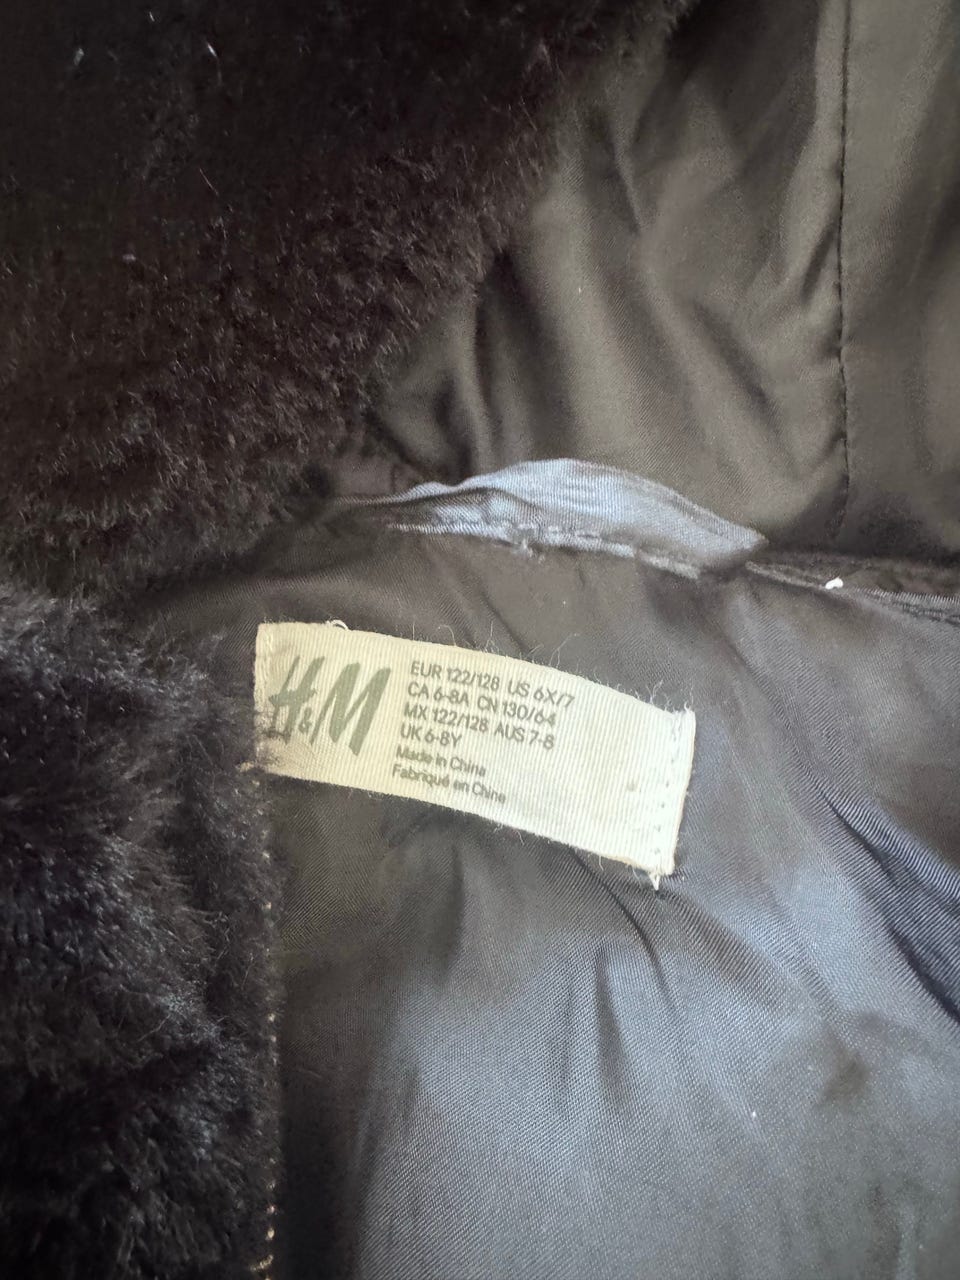 H&M
EUR 122/128 US 6X/7
CA 6-8A CN 130/64
MX 122/128 AUS 7-8
UK 6-8Y
Made in China
Fabriqué en Chine